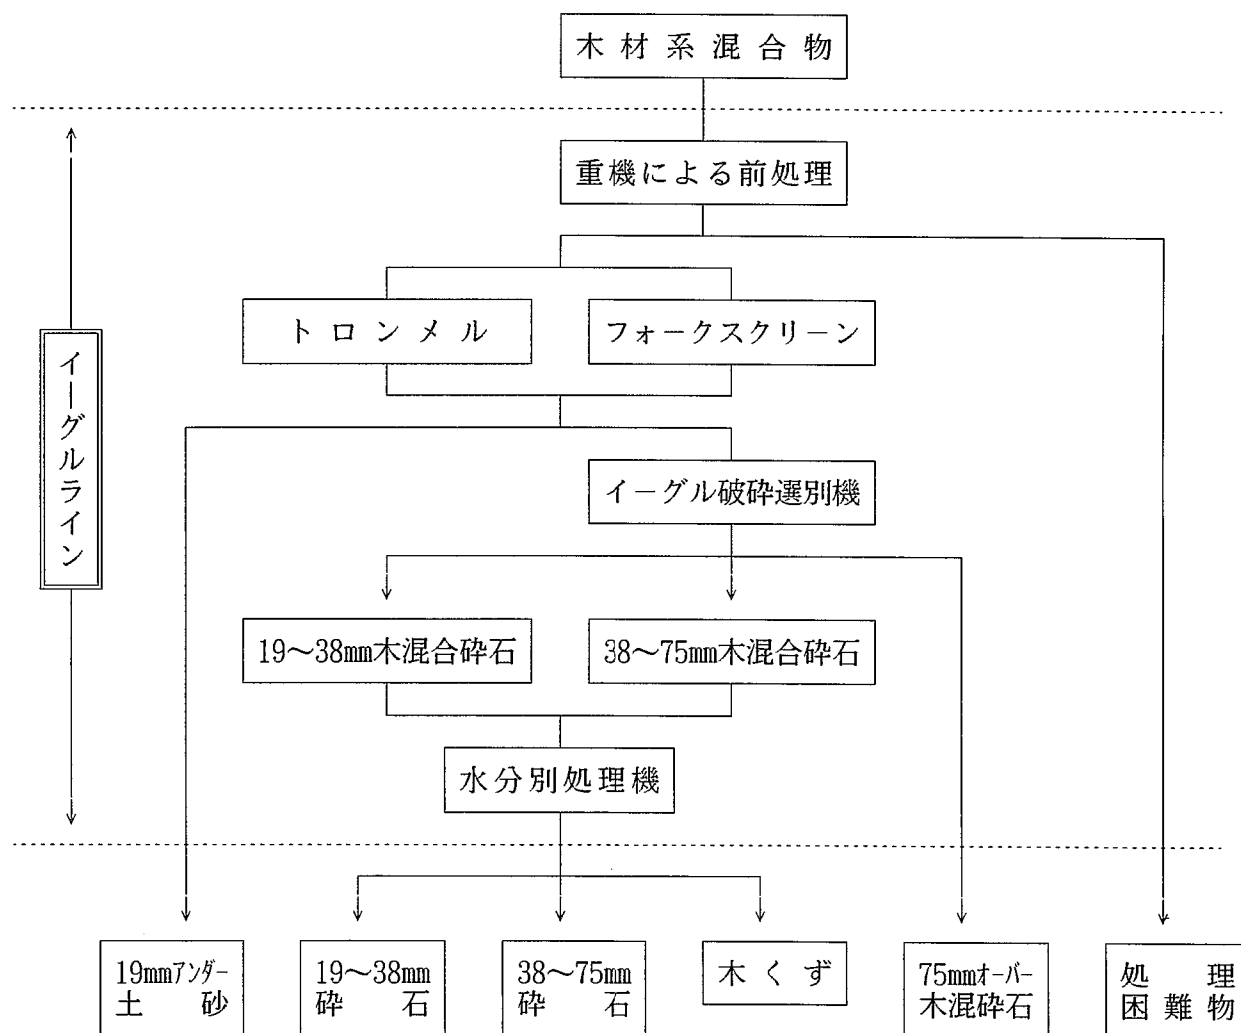 木材系混合物
重機による前処理
トロンメル
フォークスクリーン
イーグルライン
イーグル破砕選別機
19〜38mm木混合砕石
38〜75mm木混合砕石
水分別処理機
19mmアンダー
土砂
19〜38mm
砕石
38〜75mm
砕石
木くず
75mmオーバー
木混砕石
処理
困難物